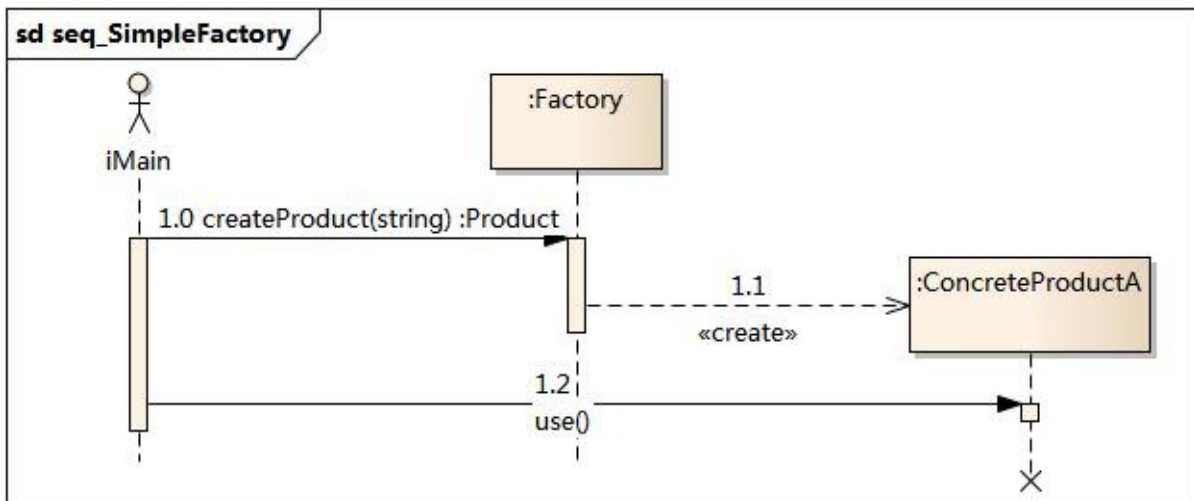 sd seq_SimpleFactory
:Factory
iMain
1.0 createProduct(string) :Product
:ConcreteProductA
1.1
«create»
1.2
use()